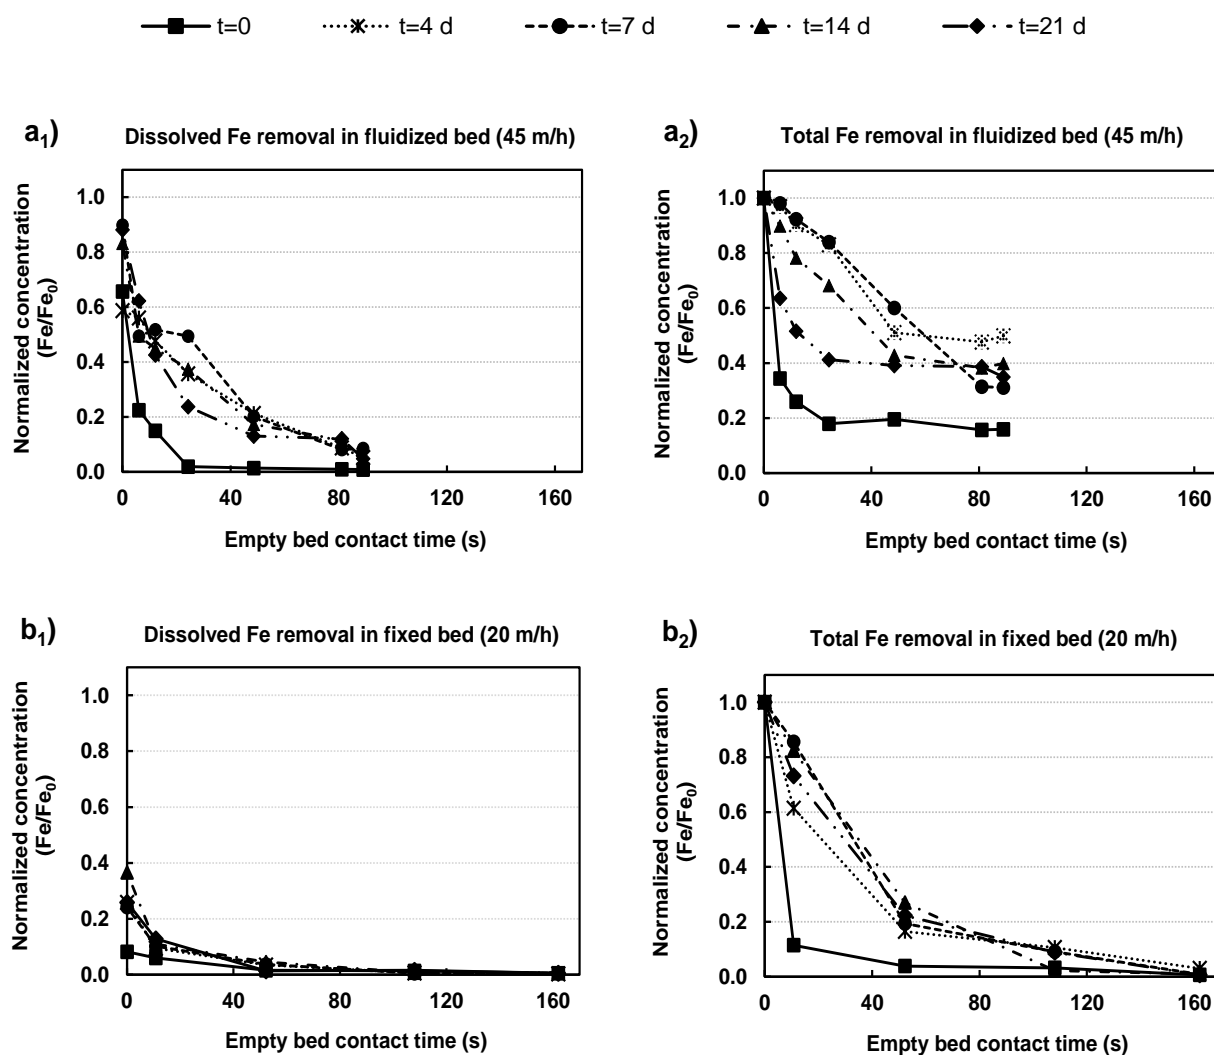 t=0 t=4 d t=7 d t=14 d t=21 d
a1) Dissolved Fe removal in fluidized bed (45 m/h)
Normalized concentration
(Fe/Fe0)
1.0
0.8
0.6
0.4
0.2
0.0
0 40 80 120 160
Empty bed contact time (s)
a2) Total Fe removal in fluidized bed (45 m/h)
Normalized concentration
(Fe/Fe0)
1.0
0.8
0.6
0.4
0.2
0.0
0 40 80 120 160
Empty bed contact time (s)
b1) Dissolved Fe removal in fixed bed (20 m/h)
Normalized concentration
(Fe/Fe0)
1.0
0.8
0.6
0.4
0.2
0.0
0 40 80 120 160
Empty bed contact time (s)
b2) Total Fe removal in fixed bed (20 m/h)
Normalized concentration
(Fe/Fe0)
1.0
0.8
0.6
0.4
0.2
0.0
0 40 80 120 160
Empty bed contact time (s)